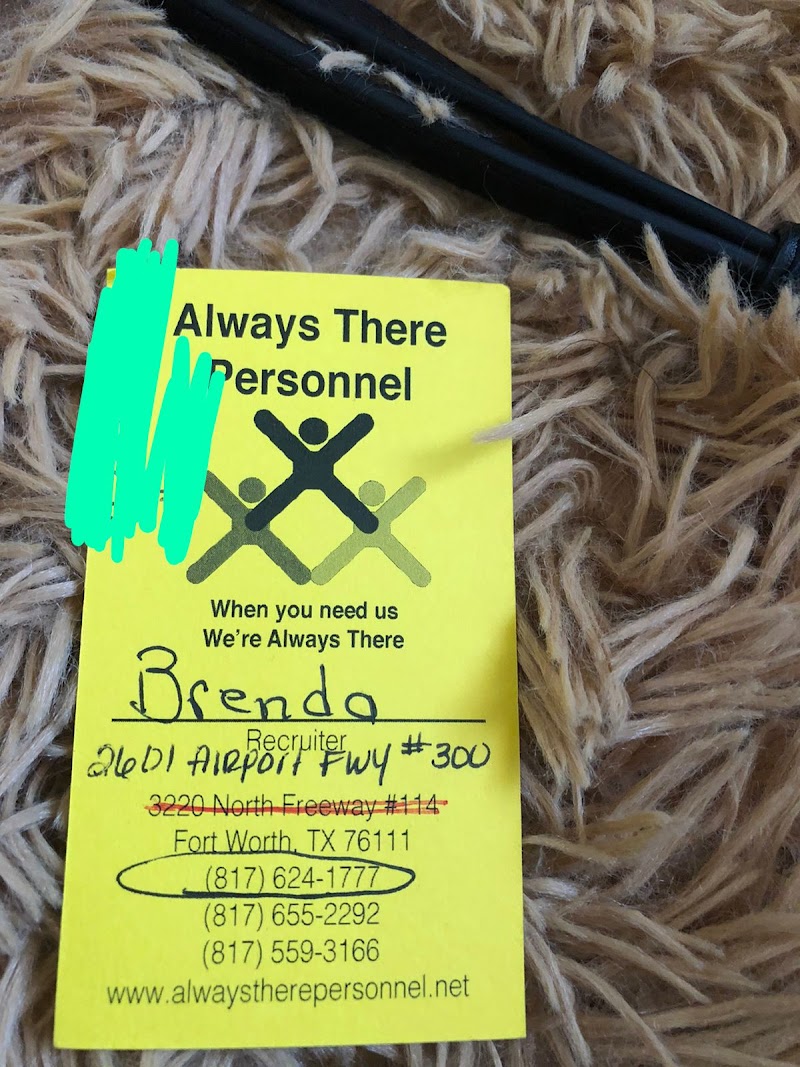 Always There
Personnel
When you need us
We're Always There
Brenda
Recruiter
2601 Airport Fwy #300
3220 North Freeway #114
Fort Worth, TX 76111
(817) 624-1777
(817) 655-2292
(817) 559-3166
www.alwaystherepersonnel.net